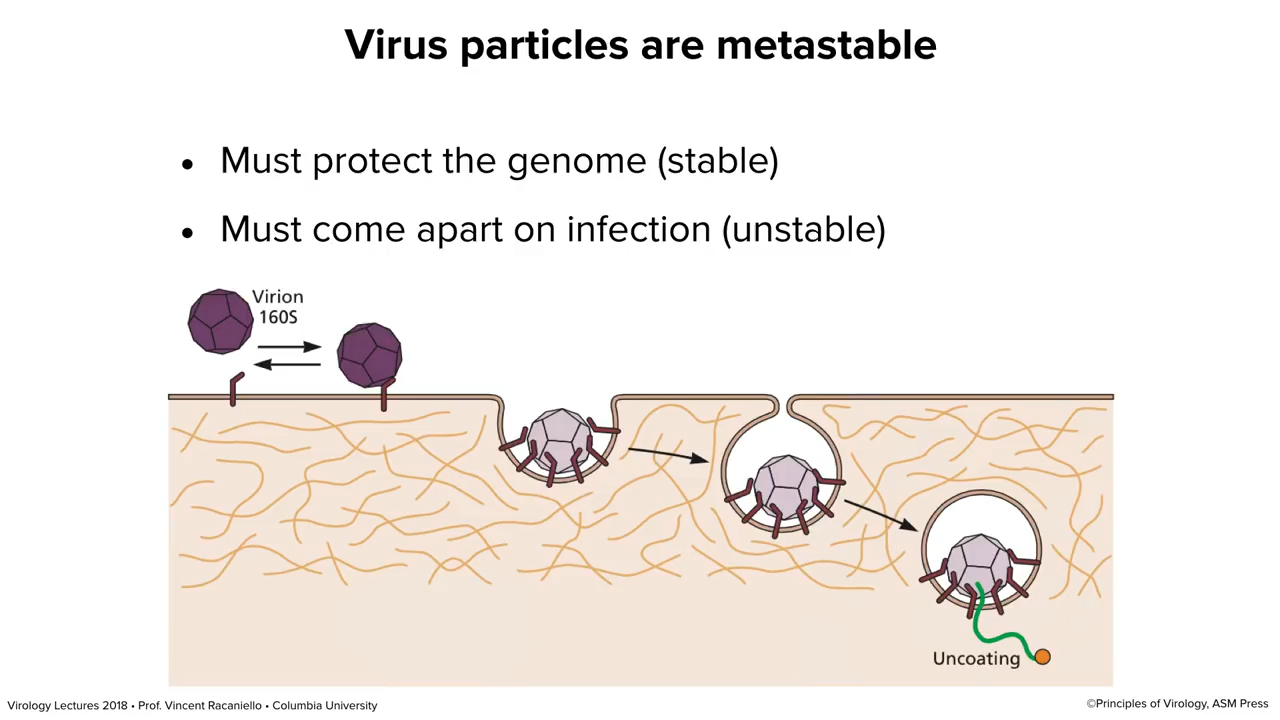 Virus particles are metastable
• Must protect the genome (stable)
• Must come apart on infection (unstable)
Virion
160S
Uncoating
Virology Lectures 2018 • Prof. Vincent Racaniello • Columbia University
©Principles of Virology, ASM Press